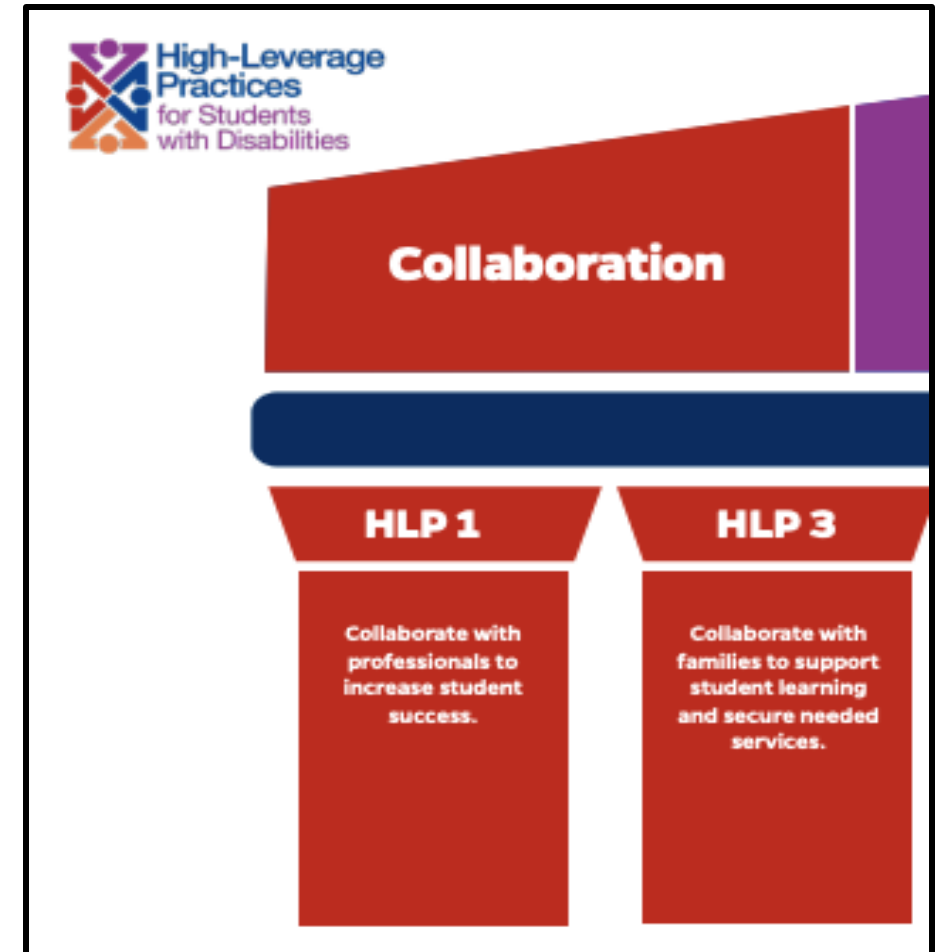 High-Leverage
Practices
for Students
with Disabilities
Collaboration
HLP 1
Collaborate with
professionals to
increase student
success.
HLP 3
Collaborate with
families to support
student learning
and secure needed
services.